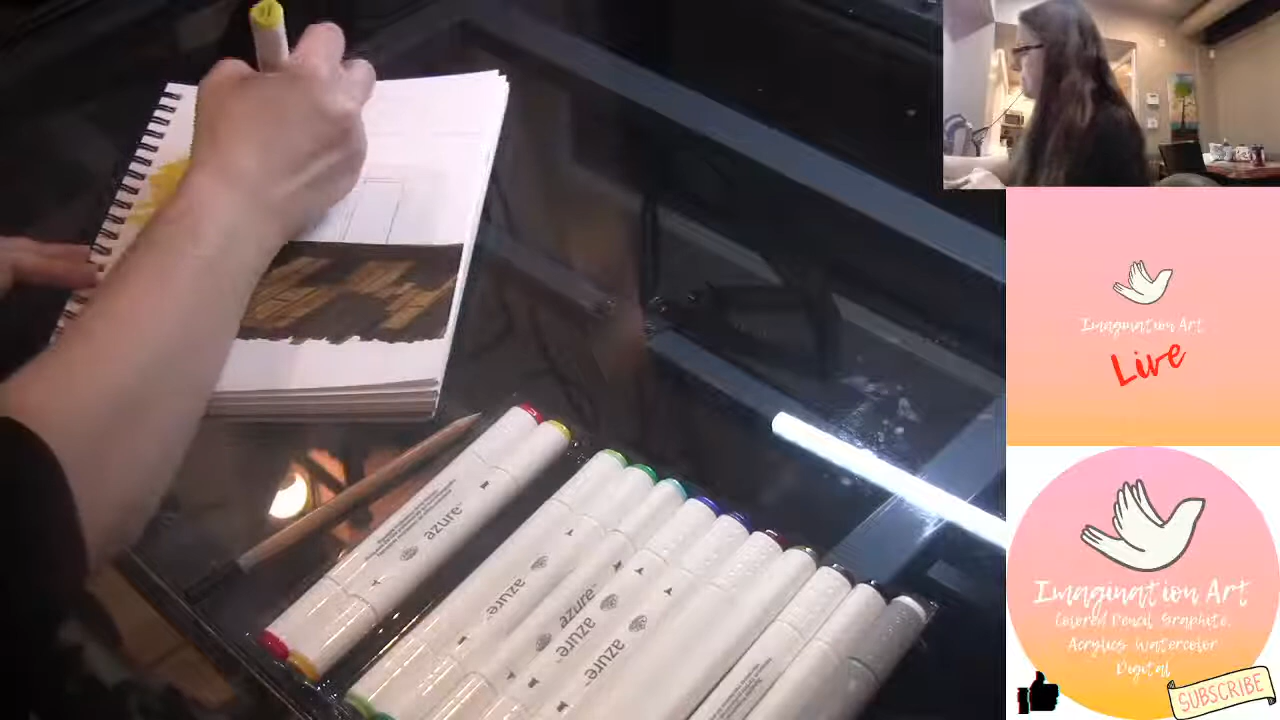 Imagination Art
Live
azure
azure
azure
azure
azure
Imagination Art
Colored Pencil, Graphite,
Acrylics, Watercolor
Digital
SUBSCRIBE